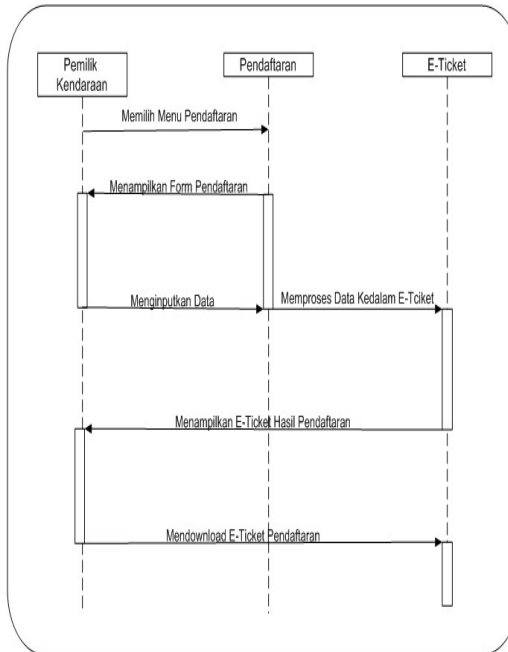 Pemilik
Kendaraan
Pendaftaran
E-Ticket
Memilih Menu Pendaftaran
Menampilkan Form Pendaftaran
Menginputkan Data
Memproses Data Kedalam E-Tciket
Menampilkan E-Ticket Hasil Pendaftaran
Mendownload E-Ticket Pendaftaran